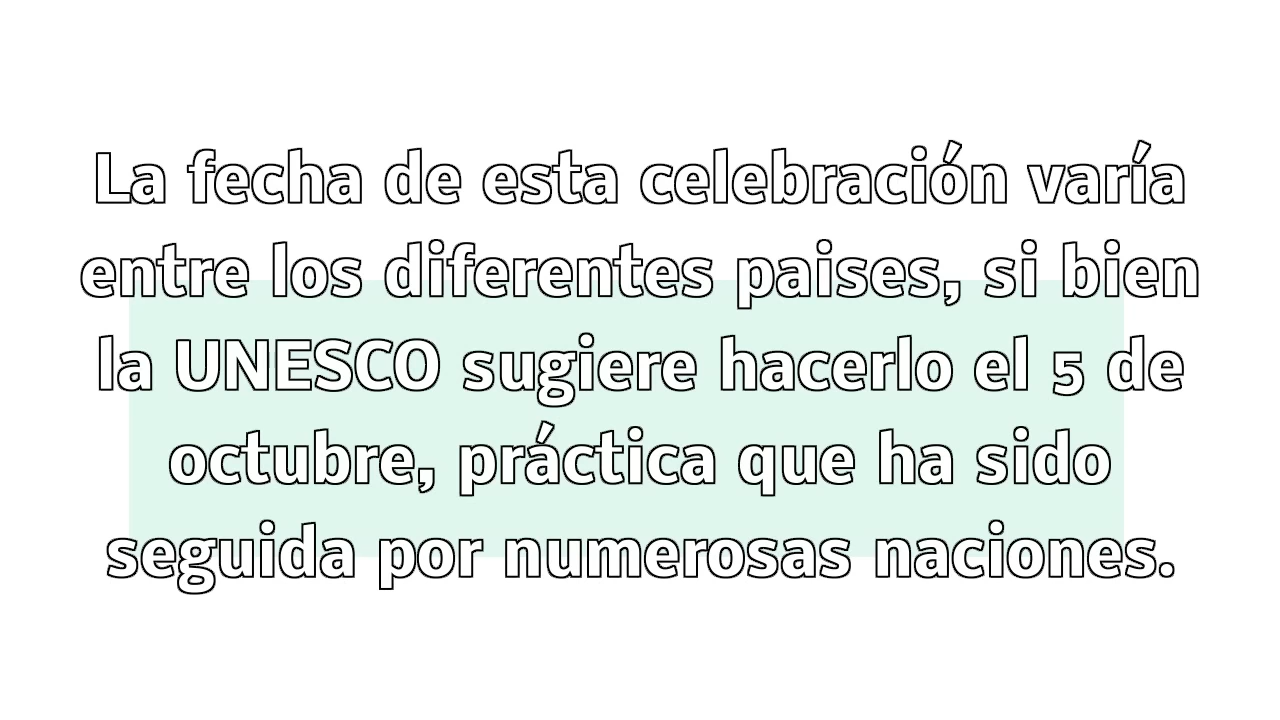 La fecha de esta celebración varía
entre los diferentes paises, si bien
la UNESCO sugiere hacerlo el 5 de
octubre, práctica que ha sido
seguida por numerosas naciones.